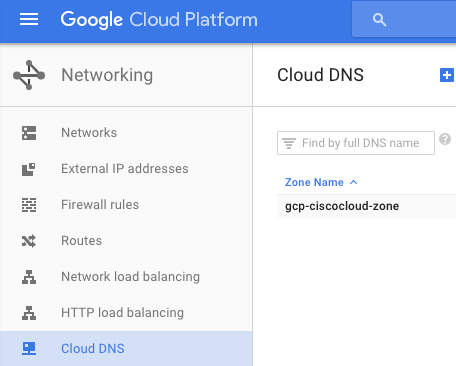 Google Cloud Platform
Networking
Cloud DNS
Networks
External IP addresses
Firewall rules
Routes
Network load balancing
HTTP load balancing
Cloud DNS
Find by full DNS name
?
Zone Name
gcp-ciscocloud-zone